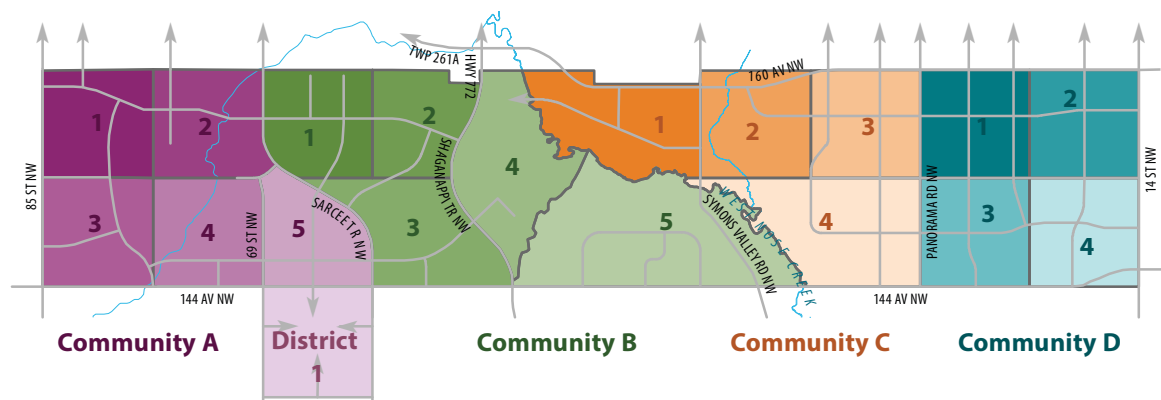 TWP 261A
HWY 772
160 AV NW
1
2
1
2
4
1
2
3
1
2
85 ST NW
3
4
69 ST NW
5
SARCEE TR NW
3
SHAGANAPPI TR NW
5
SYMONS VALLEY RD NW
WEST NOSE CREEK
4
PANORAMA RD NW
3
4
14 ST NW
144 AV NW
144 AV NW
Community A
District
1
Community B
Community C
Community D